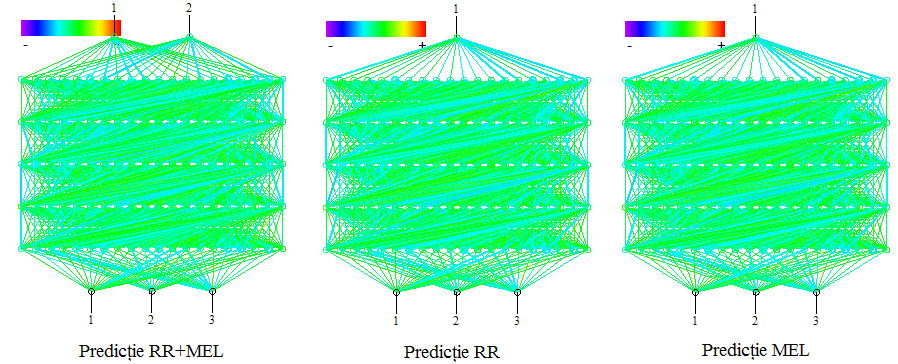 1 2 1 1
- + - + - +
1 2 3 1 2 3 1 2 3
Predicție RR+MEL Predicție RR Predicție MEL